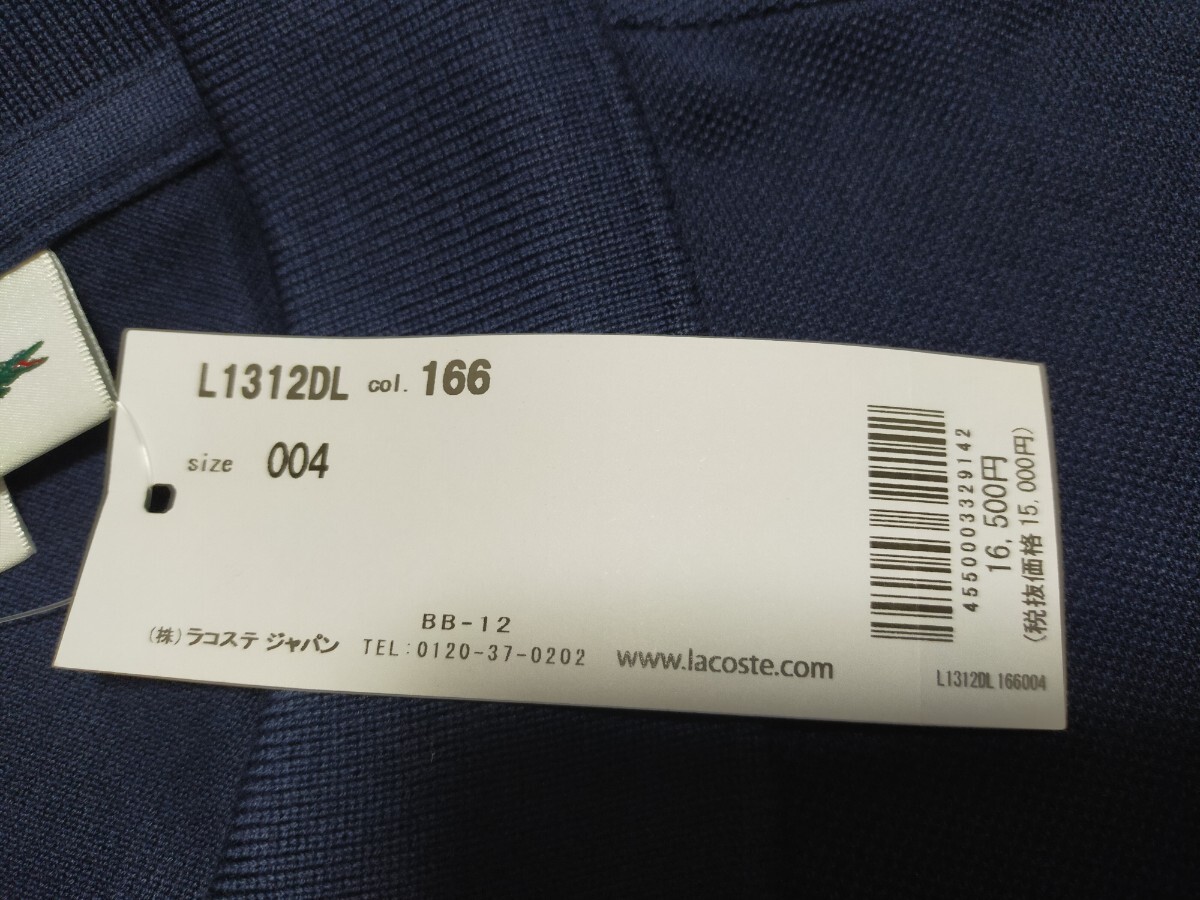 L1312DL col. 166
size 004
BB-12
(株)ラコステ ジャパン TEL:0120-37-0202 www.lacoste.com
4550003329142
16,500円
(税抜価格 15,000円)
L1312DL166004